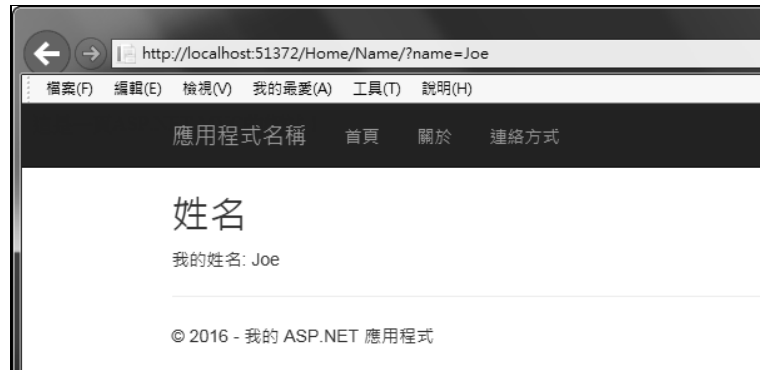 http://localhost:51372/Home/Name/?name=Joe
檔案(F) 編輯(E) 檢視(V) 我的最愛(A) 工具(T) 說明(H)
應用程式名稱 首頁 關於 連絡方式
姓名
我的姓名: Joe
© 2016 - 我的 ASP.NET 應用程式